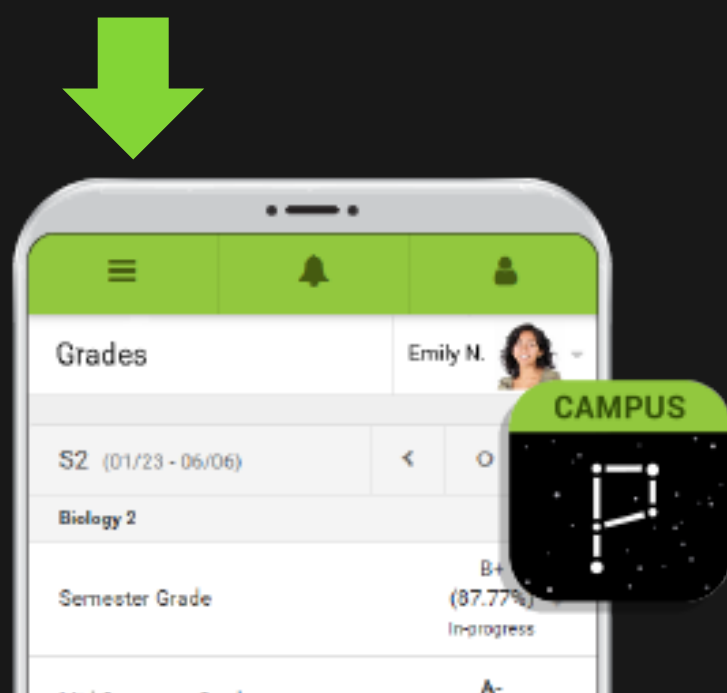 Grades
Emily N.
CAMPUS
S2 (01/23 - 06/06)
Biology 2
Semester Grade
B+
(87.77%)
In-progress
A-